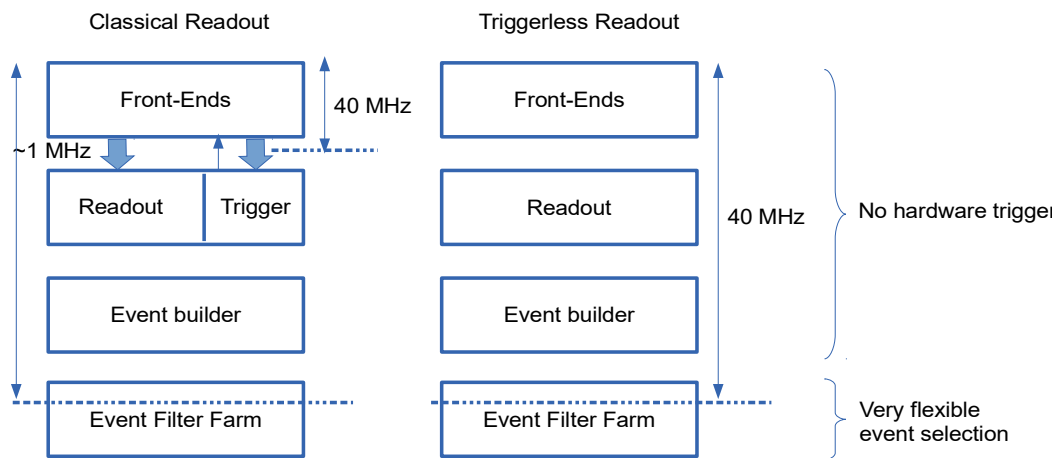 Classical Readout
Triggerless Readout
Front-Ends
40 MHz
~1 MHz
Readout
Trigger
Event builder
Event Filter Farm
Front-Ends
Readout
40 MHz
Event builder
Event Filter Farm
No hardware trigger
Very flexible
event selection